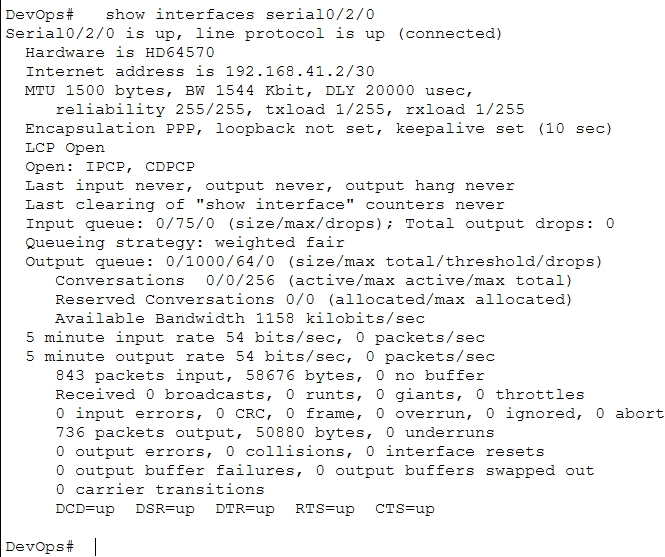 DevOps#   show interfaces serial0/2/0
Serial0/2/0 is up, line protocol is up (connected)
  Hardware is HD64570
  Internet address is 192.168.41.2/30
  MTU 1500 bytes, BW 1544 Kbit, DLY 20000 usec,
     reliability 255/255, txload 1/255, rxload 1/255
  Encapsulation PPP, loopback not set, keepalive set (10 sec)
  LCP Open
  Open: IPCP, CDPCP
  Last input never, output never, output hang never
  Last clearing of "show interface" counters never
  Input queue: 0/75/0 (size/max/drops); Total output drops: 0
  Queueing strategy: weighted fair
  Output queue: 0/1000/64/0 (size/max total/threshold/drops)
     Conversations  0/0/256 (active/max active/max total)
     Reserved Conversations 0/0 (allocated/max allocated)
     Available Bandwidth 1158 kilobits/sec
  5 minute input rate 54 bits/sec, 0 packets/sec
  5 minute output rate 54 bits/sec, 0 packets/sec
     843 packets input, 58676 bytes, 0 no buffer
     Received 0 broadcasts, 0 runts, 0 giants, 0 throttles
     0 input errors, 0 CRC, 0 frame, 0 overrun, 0 ignored, 0 abort
     736 packets output, 50880 bytes, 0 underruns
     0 output errors, 0 collisions, 0 interface resets
     0 output buffer failures, 0 output buffers swapped out
     0 carrier transitions
     DCD=up  DSR=up  DTR=up  RTS=up  CTS=up
DevOps#